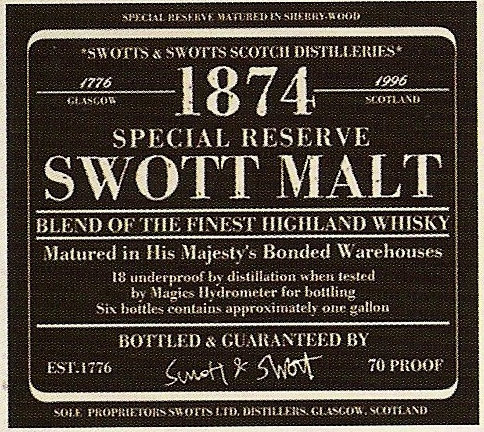 SPECIAL RESERVE MATURED IN SHERRY-WOOD
*SWOTTS & SWOTTS SCOTCH DISTILLERIES*
1776 1874 1996
GLASGOW SCOTLAND
SPECIAL RESERVE
SWOTT MALT
BLEND OF THE FINEST HIGHLAND WHISKY
Matured in His Majesty's Bonded Warehouses
18 underproof by distillation when tested
by Magics Hydrometer for bottling
Six bottles contains approximately one gallon
BOTTLED & GUARANTEED BY
EST.1776 Swott & Swott 70 PROOF
SOLE PROPRIETORS SWOTTS LTD. DISTILLERS, GLASGOW, SCOTLAND